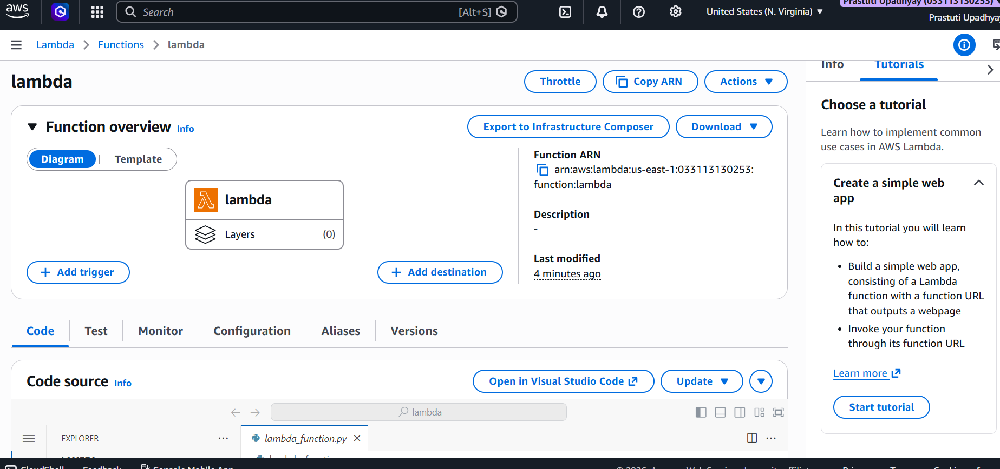 aws
Search
[Alt+S]
United States (N. Virginia)
Prastuti Upadhyay (033113130253)
Prastuti Upadhyay
Lambda
Functions
lambda
lambda
Throttle
Copy ARN
Actions
Function overview Info
Export to Infrastructure Composer
Download
Diagram
Template
lambda
Layers
(0)
+ Add trigger
+ Add destination
Function ARN
arn:aws:lambda:us-east-1:033113130253:
function:lambda
Description
-
Last modified
4 minutes ago
Code
Test
Monitor
Configuration
Aliases
Versions
Code source Info
Open in Visual Studio Code
Update
lambda
EXPLORER
...
lambda_function.py
...
CloudShell
Feedback
Console Mobile App
Info
Tutorials
Choose a tutorial
Learn how to implement common
use cases in AWS Lambda.
Create a simple web
app
In this tutorial you will learn
how to:
• Build a simple web app,
consisting of a Lambda
function with a function URL
that outputs a webpage
• Invoke your function
through its function URL
Learn more
Start tutorial